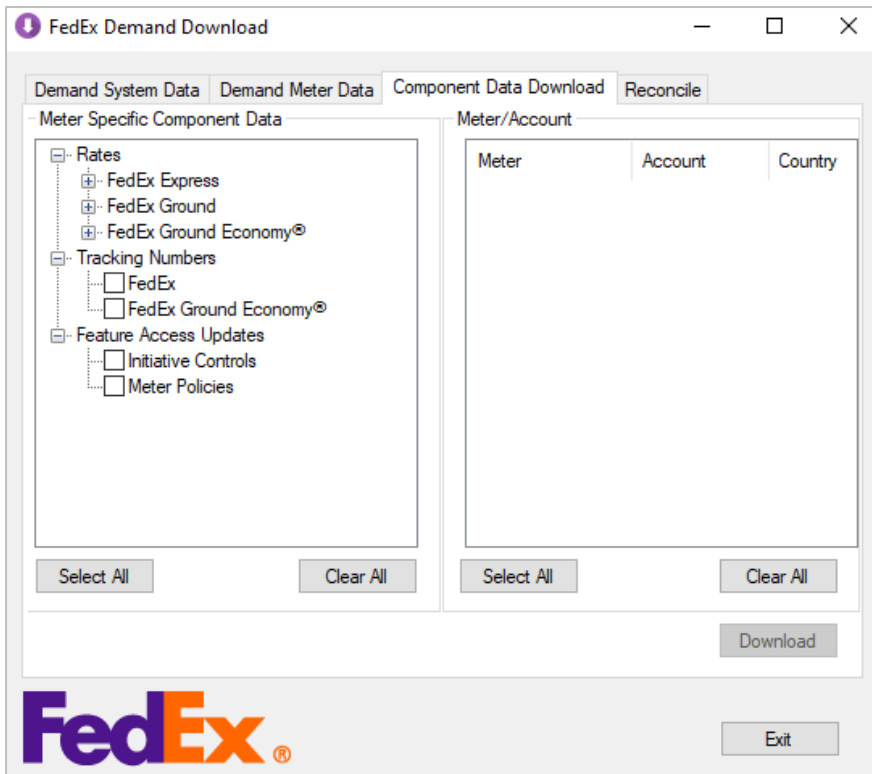 FedEx Demand Download
Demand System Data Demand Meter Data Component Data Download Reconcile
Meter Specific Component Data
Rates
FedEx Express
FedEx Ground
FedEx Ground Economy®
Tracking Numbers
FedEx
FedEx Ground Economy®
Feature Access Updates
Initiative Controls
Meter Policies
Select All Clear All
Meter/Account
Meter Account Country
Select All Clear All
Download
FedEx®
Exit